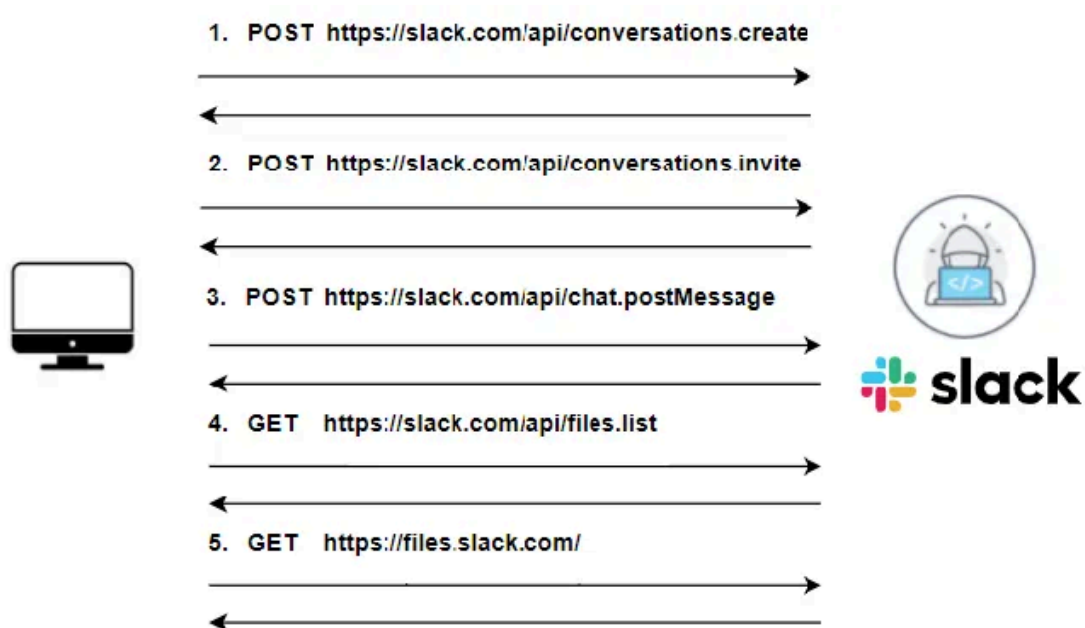 1. POST https://slack.com/api/conversations.create
2. POST https://slack.com/api/conversations.invite
3. POST https://slack.com/api/chat.postMessage
</>
slack
4. GET https://slack.com/api/files.list
5. GET https://files.slack.com/